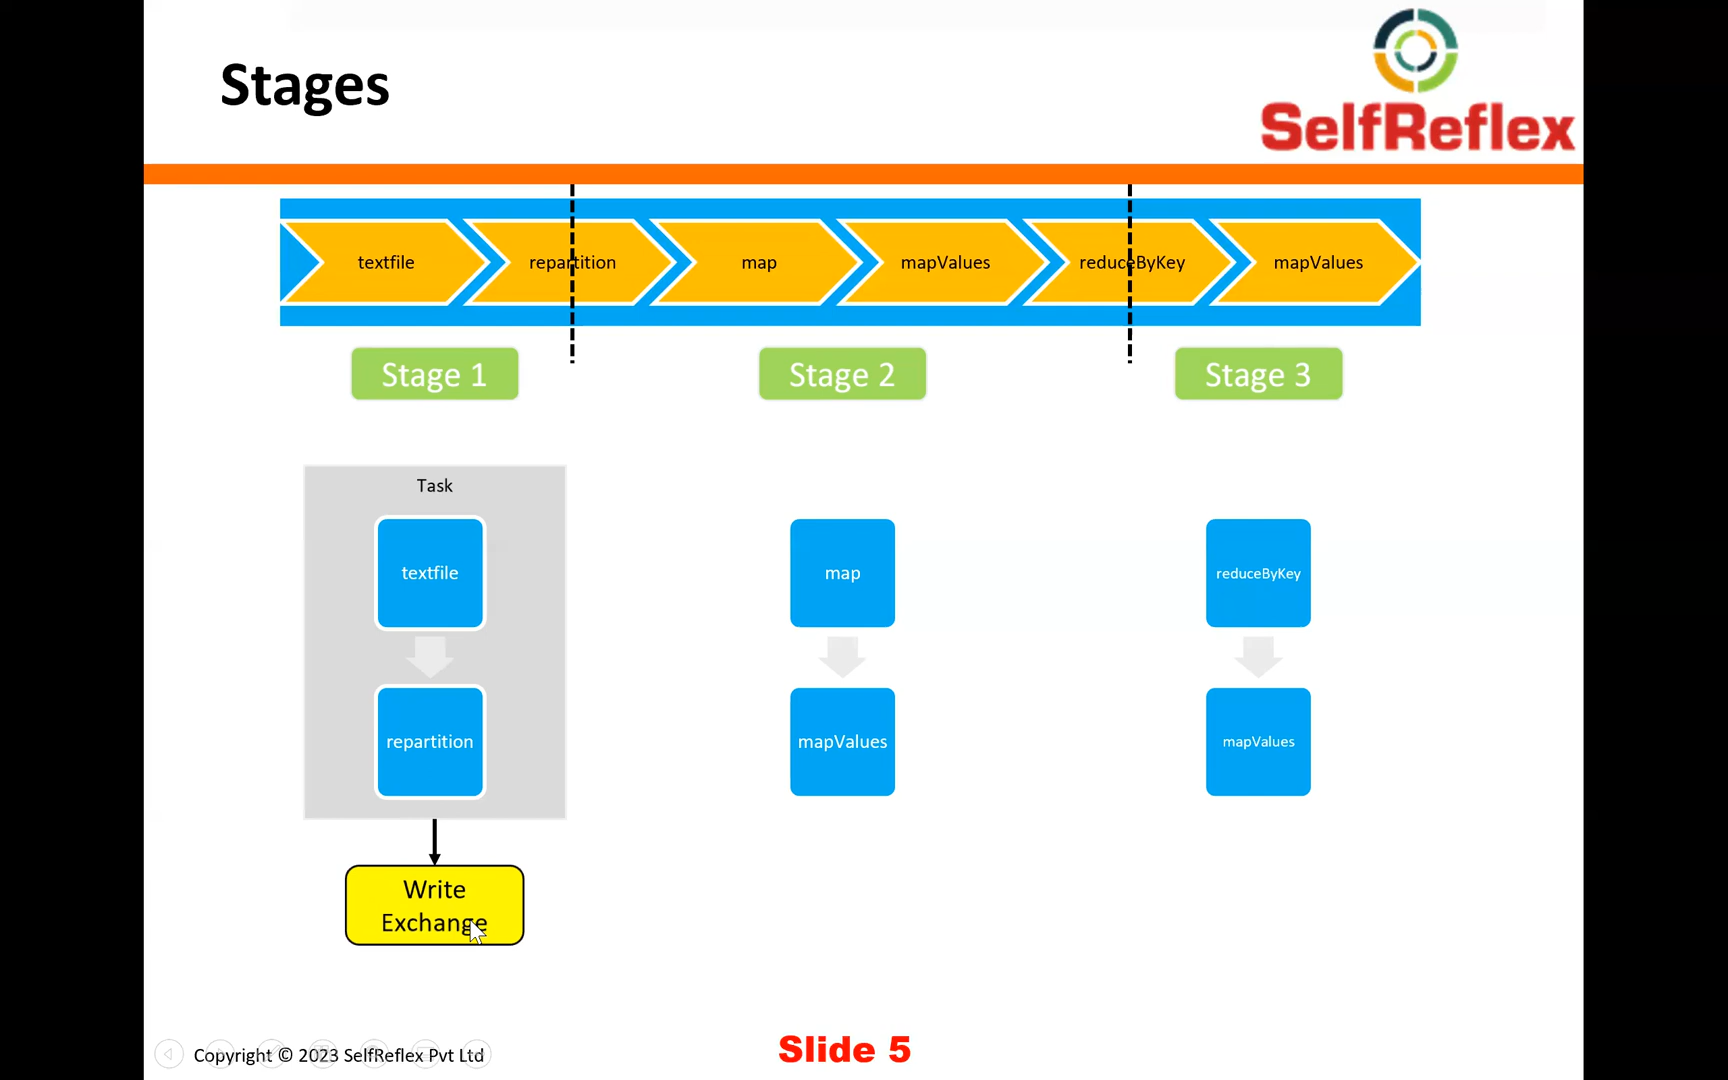 Stages
SelfReflex
textfile
repartition
map
mapValues
reduceByKey
mapValues
Stage 1
Stage 2
Stage 3
Task
textfile
repartition
map
mapValues
reduceByKey
mapValues
Write
Exchange
Copyright © 2023 SelfReflex Pvt Ltd
Slide 5